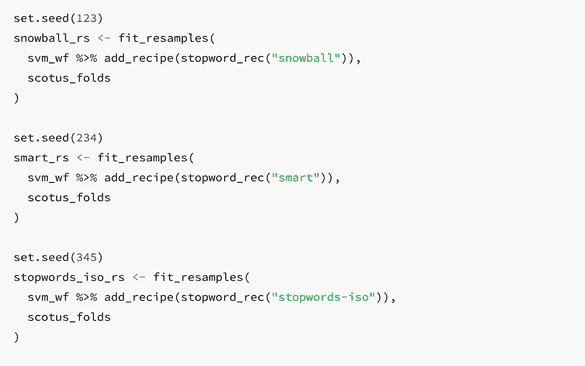 set.seed(123)
snowball_rs <- fit_resamples(
  svm_wf %>% add_recipe(stopword_rec("snowball")),
  scotus_folds
)

set.seed(234)
smart_rs <- fit_resamples(
  svm_wf %>% add_recipe(stopword_rec("smart")),
  scotus_folds
)

set.seed(345)
stopwords_iso_rs <- fit_resamples(
  svm_wf %>% add_recipe(stopword_rec("stopwords-iso")),
  scotus_folds
)